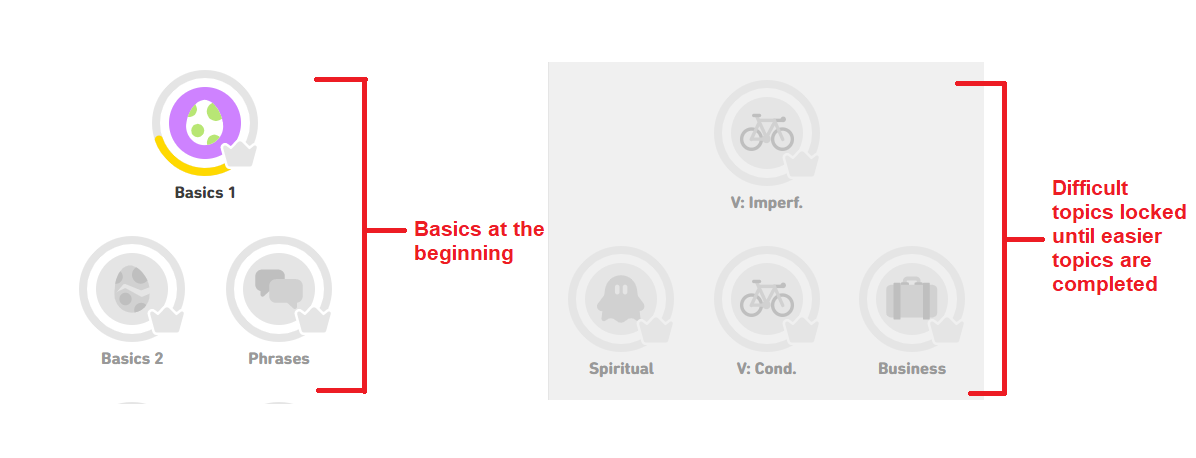 Basics 1
Basics 2
Phrases
Basics at the
beginning
V: Imperf.
Spiritual
V: Cond.
Business
Difficult
topics locked
until easier
topics are
completed